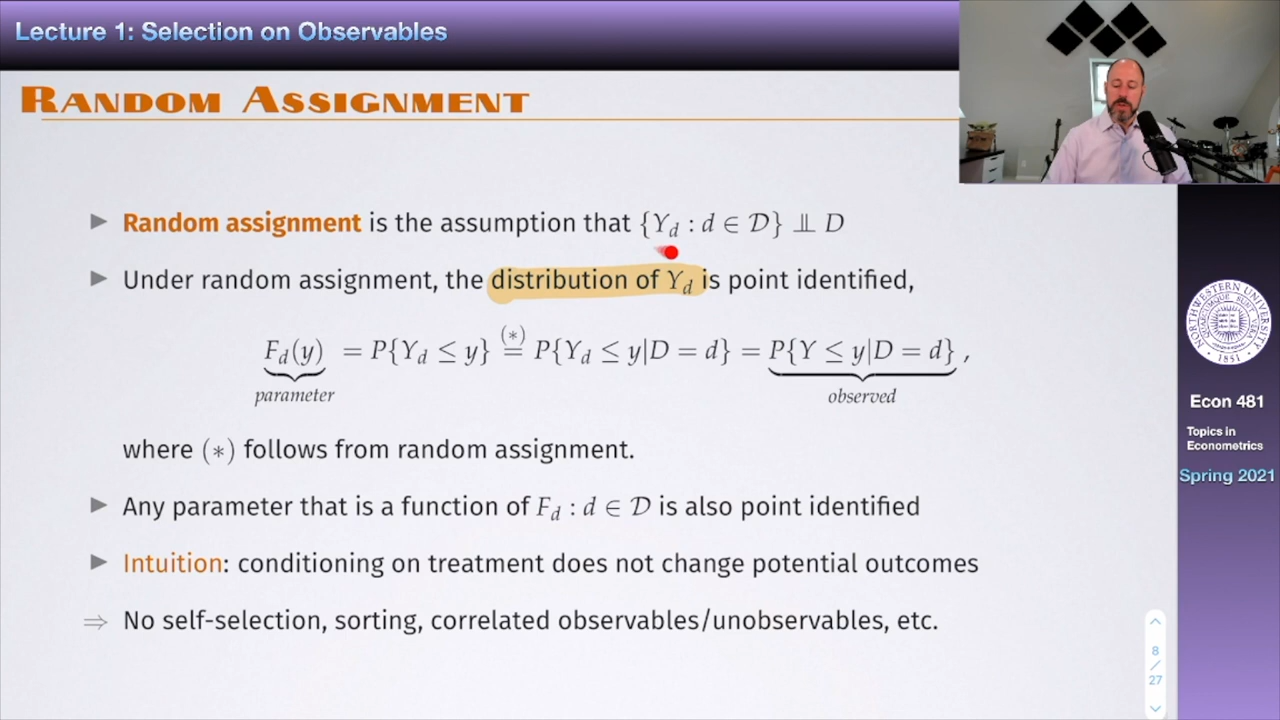 Lecture 1: Selection on Observables
RANDOM ASSIGNMENT
▶ Random assignment is the assumption that {Y_d : d ∈ 𝒟} ⫫ D
▶ Under random assignment, the distribution of Y_d is point identified,
F_d(y) = P{Y_d ≤ y} (*)= P{Y_d ≤ y|D = d} = P{Y ≤ y|D = d} ,
parameter observed
where (∗) follows from random assignment.
▶ Any parameter that is a function of F_d : d ∈ 𝒟 is also point identified
▶ Intuition: conditioning on treatment does not change potential outcomes
⇒ No self-selection, sorting, correlated observables/unobservables, etc.
NORTHWESTERN UNIVERSITY
1851
Econ 481
Topics in
Econometrics
Spring 2021
8
/
27